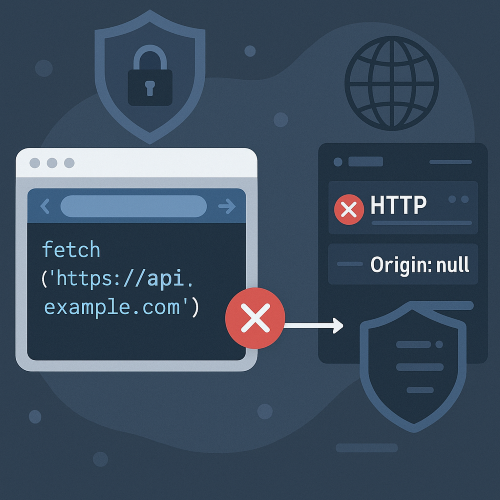 fetch
('https://api.
example.com')
HTTP
Origin: null